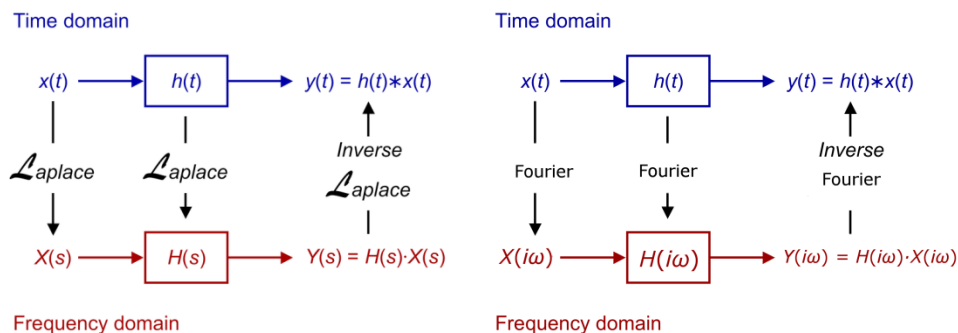 Time domain
x(t)
h(t)
y(t) = h(t)∗x(t)
ℒaplace
ℒaplace
Inverse
ℒaplace
X(s)
H(s)
Y(s) = H(s)·X(s)
Frequency domain
Time domain
x(t)
h(t)
y(t) = h(t)∗x(t)
Fourier
Fourier
Inverse
Fourier
X(iω)
H(iω)
Y(iω) = H(iω)·X(iω)
Frequency domain